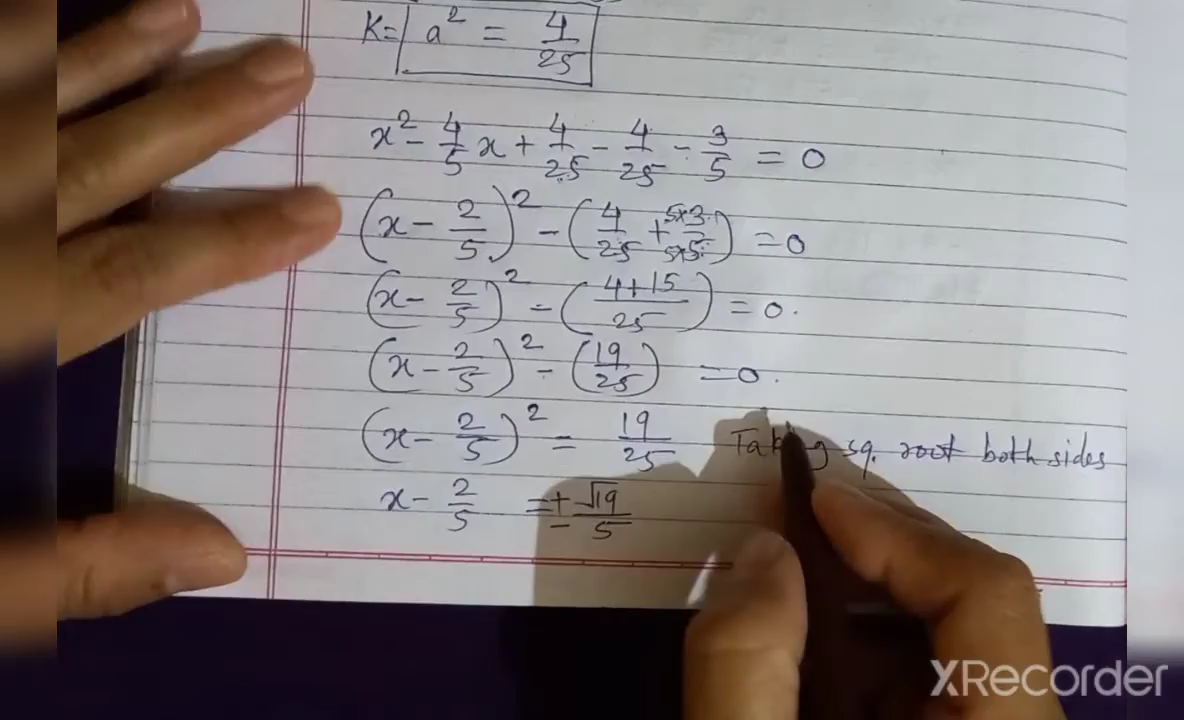 K= a² = 4/25
x² - 4/5 x + 4/25 - 4/25 - 3/5 = 0
(x - 2/5)² - (4/25 + 5×3/5×5) = 0
(x - 2/5)² - (4+15/25) = 0.
(x - 2/5)² - (19/25) = 0.
(x - 2/5)² = 19/25 Taking sq. root both sides
x - 2/5 = ± √19/5
XRecorder